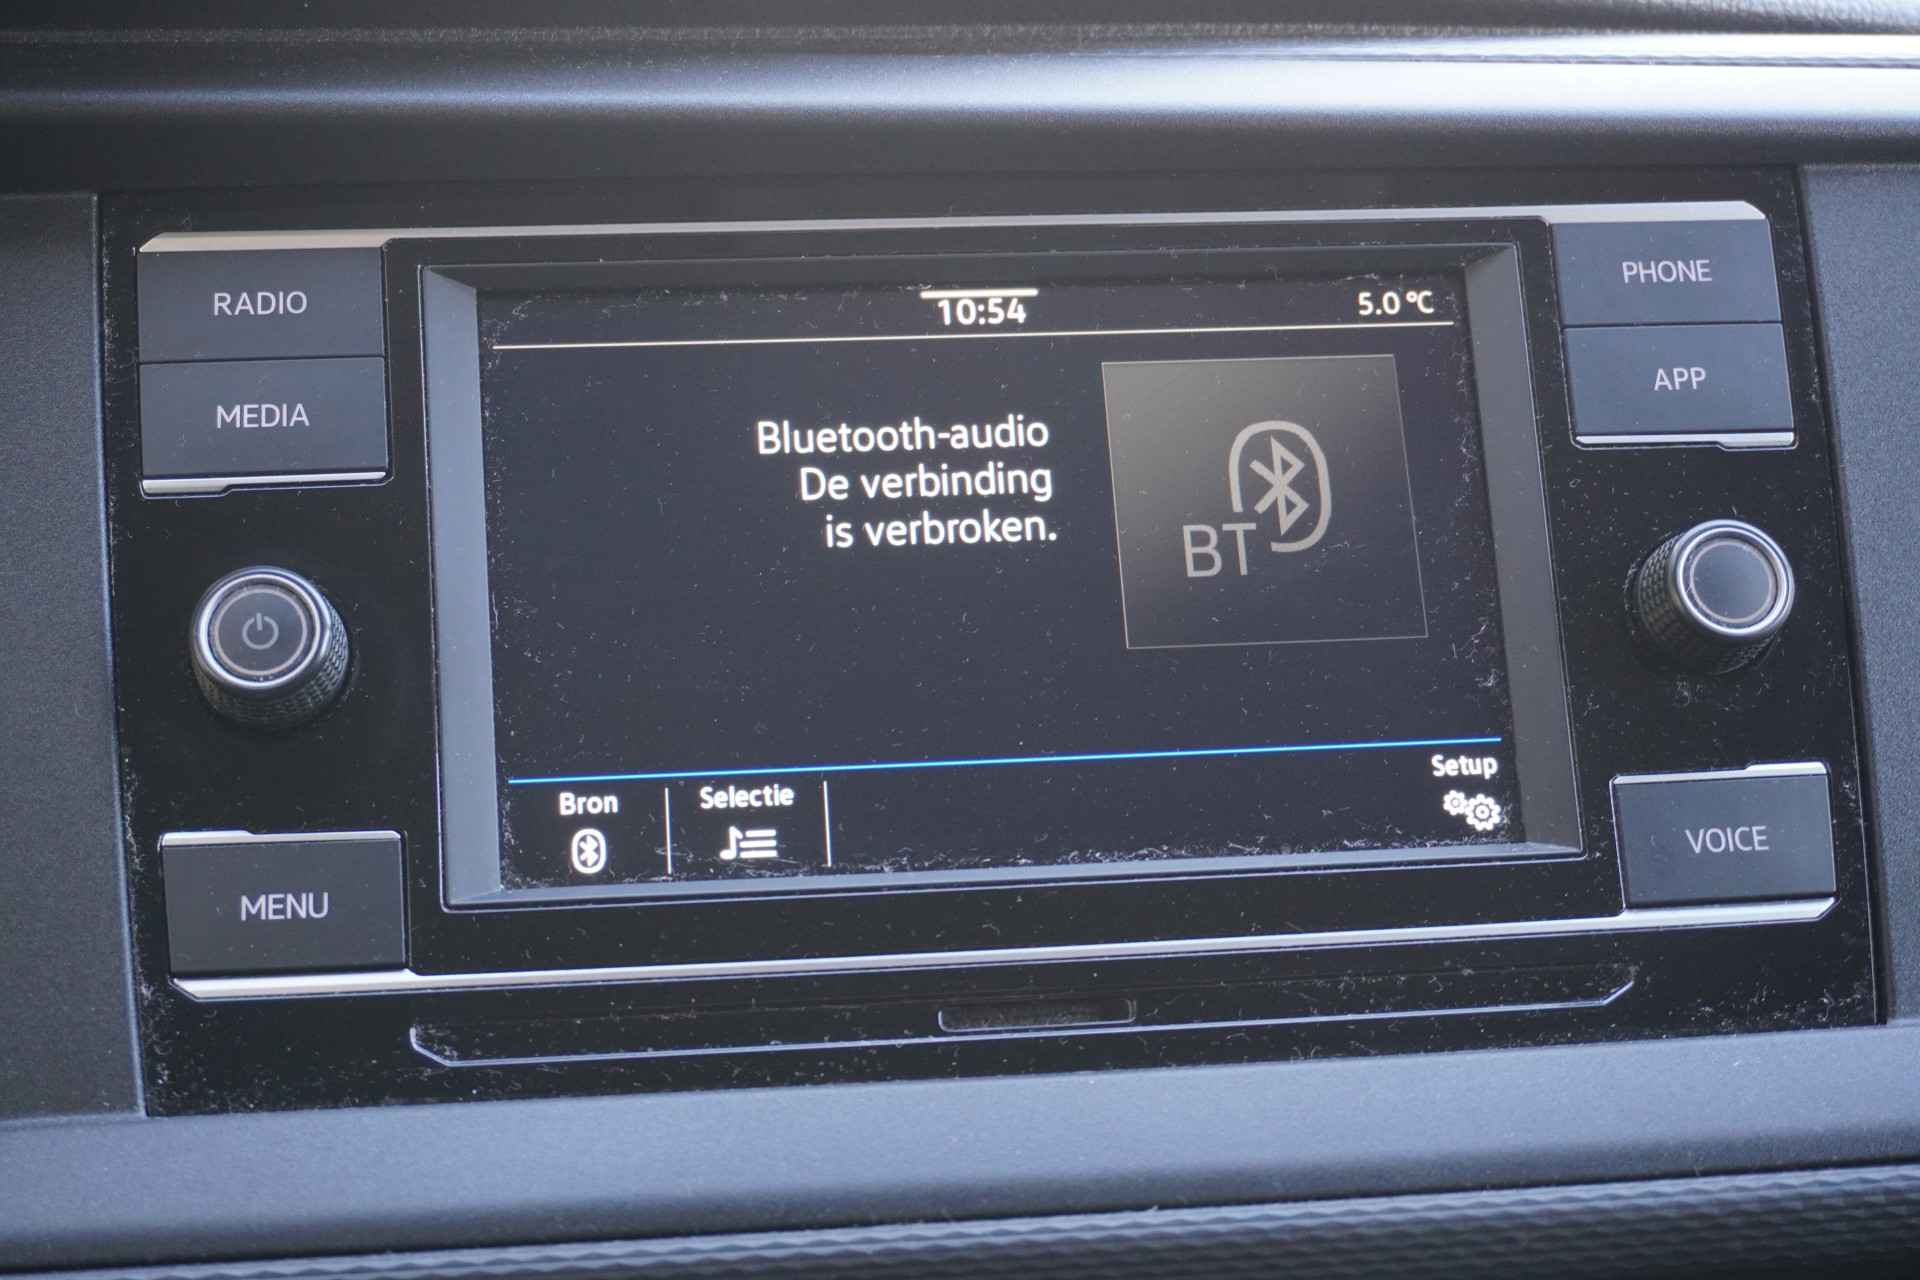 RADIO
MEDIA
MENU
10:54
5.0 °C
Bluetooth-audio
De verbinding
is verbroken.
BT
Bron
Selectie
Setup
PHONE
APP
VOICE